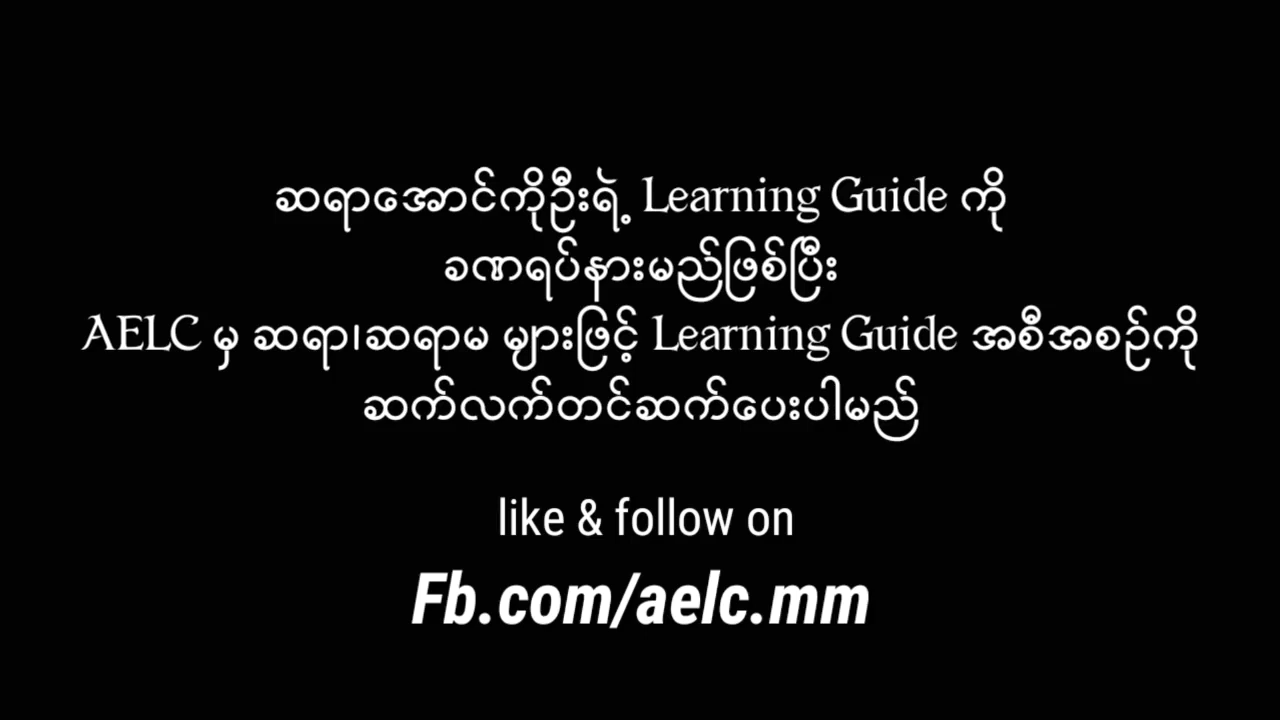 ဆရာအောင်ကိုဦးရဲ့ Learning Guide ကို
ခဏရပ်နားမည်ဖြစ်ပြီး
AELC မှ ဆရာ၊ဆရာမ များဖြင့် Learning Guide အစီအစဉ်ကို
ဆက်လက်တင်ဆက်ပေးပါမည်
like & follow on
Fb.com/aelc.mm